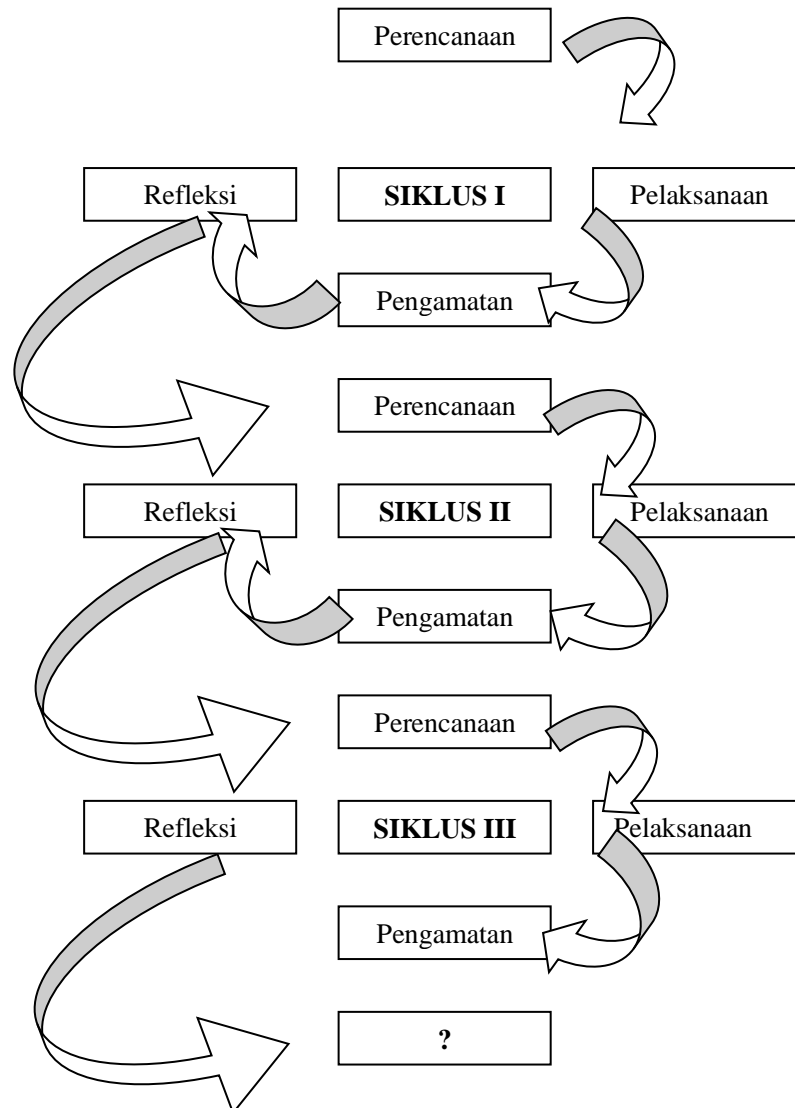 Perencanaan
Refleksi
SIKLUS I
Pelaksanaan
Pengamatan
Perencanaan
Refleksi
SIKLUS II
Pelaksanaan
Pengamatan
Perencanaan
Refleksi
SIKLUS III
Pelaksanaan
Pengamatan
?